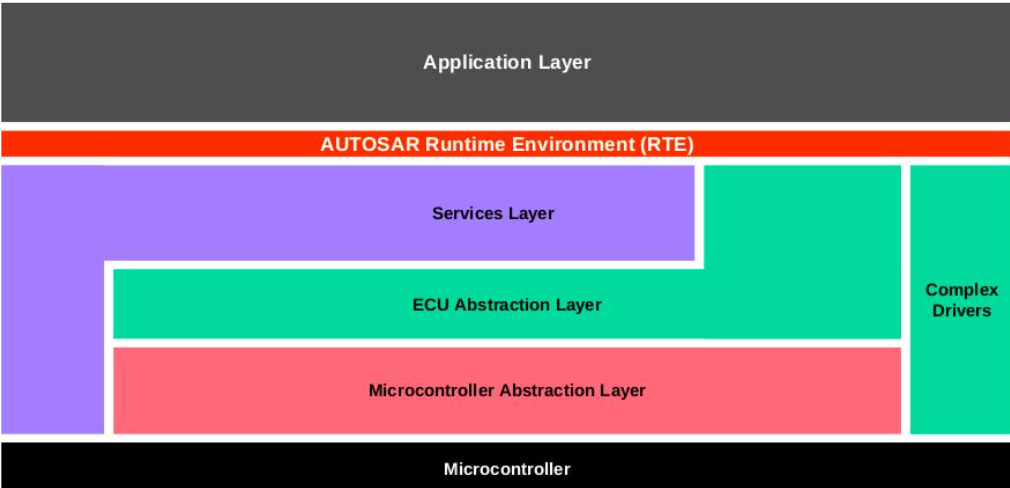 Application Layer
AUTOSAR Runtime Environment (RTE)
Services Layer
ECU Abstraction Layer
Complex
Drivers
Microcontroller Abstraction Layer
Microcontroller